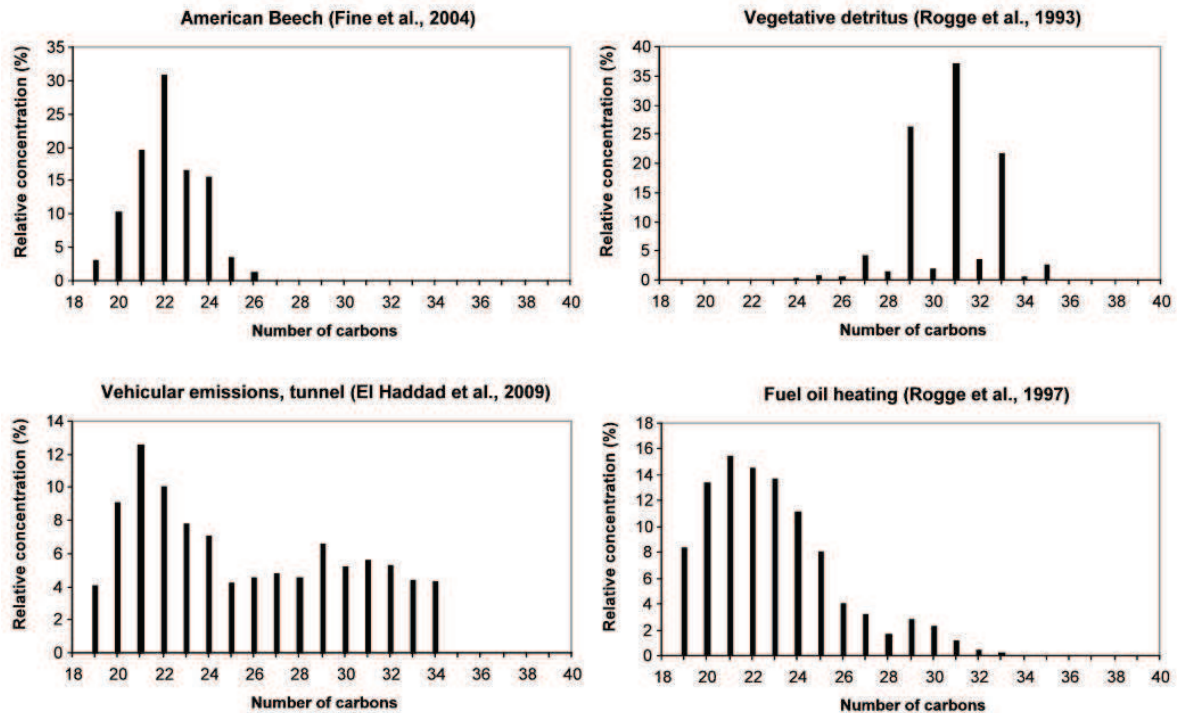 American Beech (Fine et al., 2004)
Relative concentration (%)
35
30
25
20
15
10
5
0
18 20 22 24 26 28 30 32 34 36 38 40
Number of carbons
Vegetative detritus (Rogge et al., 1993)
Relative concentration (%)
40
35
30
25
20
15
10
5
0
18 20 22 24 26 28 30 32 34 36 38 40
Number of carbons
Vehicular emissions, tunnel (El Haddad et al., 2009)
Relative concentration (%)
14
12
10
8
6
4
2
0
18 20 22 24 26 28 30 32 34 36 38 40
Number of carbons
Fuel oil heating (Rogge et al., 1997)
Relative concentration (%)
18
16
14
12
10
8
6
4
2
0
18 20 22 24 26 28 30 32 34 36 38 40
Number of carbons